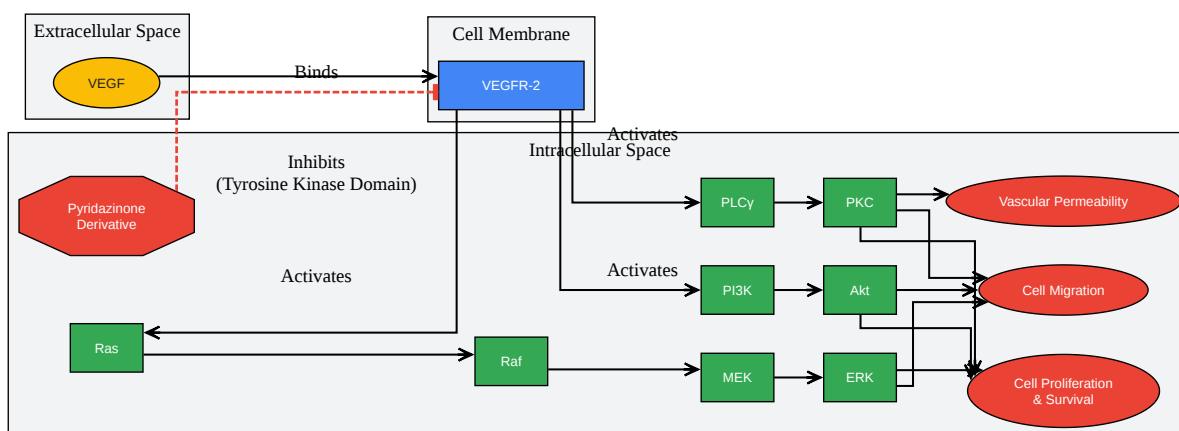 Extracellular Space
Cell Membrane
VEGF
Binds
VEGFR-2
Activates
Intracellular Space
Inhibits
(Tyrosine Kinase Domain)
Pyridazinone
Derivative
PLCγ
PKC
Vascular Permeability
Activates
Activates
PI3K
Akt
Cell Migration
Ras
Raf
MEK
ERK
Cell Proliferation
& Survival